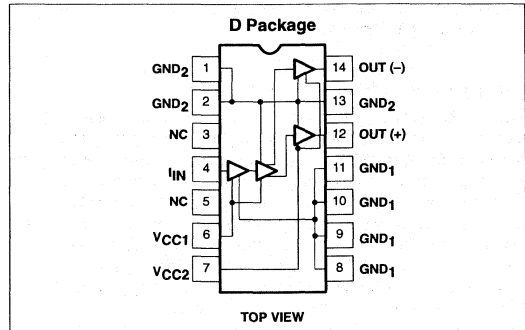 D Package
GND2 1 14 OUT (–)
GND2 2 13 GND2
NC 3 12 OUT (+)
IIN 4 11 GND1
NC 5 10 GND1
VCC1 6 9 GND1
VCC2 7 8 GND1
TOP VIEW